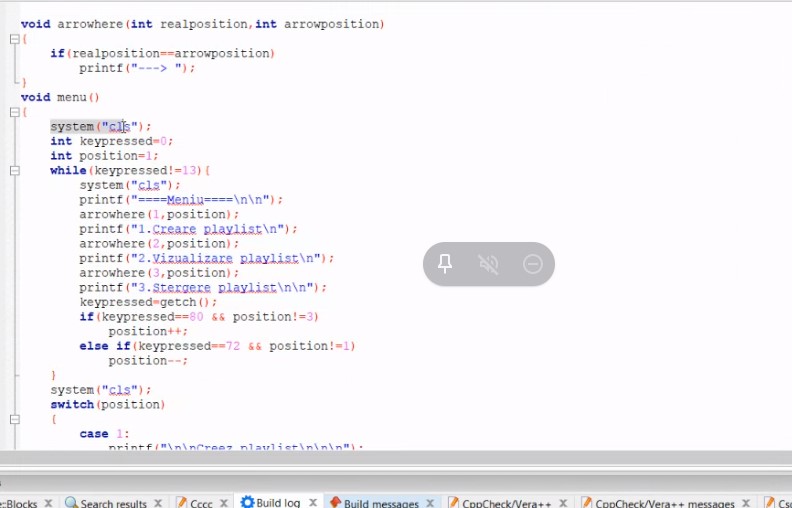 void arrowhere(int realposition,int arrowposition)
{
if(realposition==arrowposition)
printf("---> ");
}
void menu()
{
system("cls");
int keypressed=0;
int position=1;
while(keypressed!=13){
system("cls");
printf("====Meniu====\n\n");
arrowhere(1,position);
printf("1.Creare playlist\n");
arrowhere(2,position);
printf("2.Vizualizare playlist\n");
arrowhere(3,position);
printf("3.Stergere playlist\n\n");
keypressed=getch();
if(keypressed==80 && position!=3)
position++;
else if(keypressed==72 && position!=1)
position--;
}
system("cls");
switch(position)
{
case 1:
printf("\n\nCreez playlist\n\n\n");
e::Blocks X Search results X Cccc X Build log X Build messages X CppCheck/Vera++ X CppCheck/Vera++ messages X